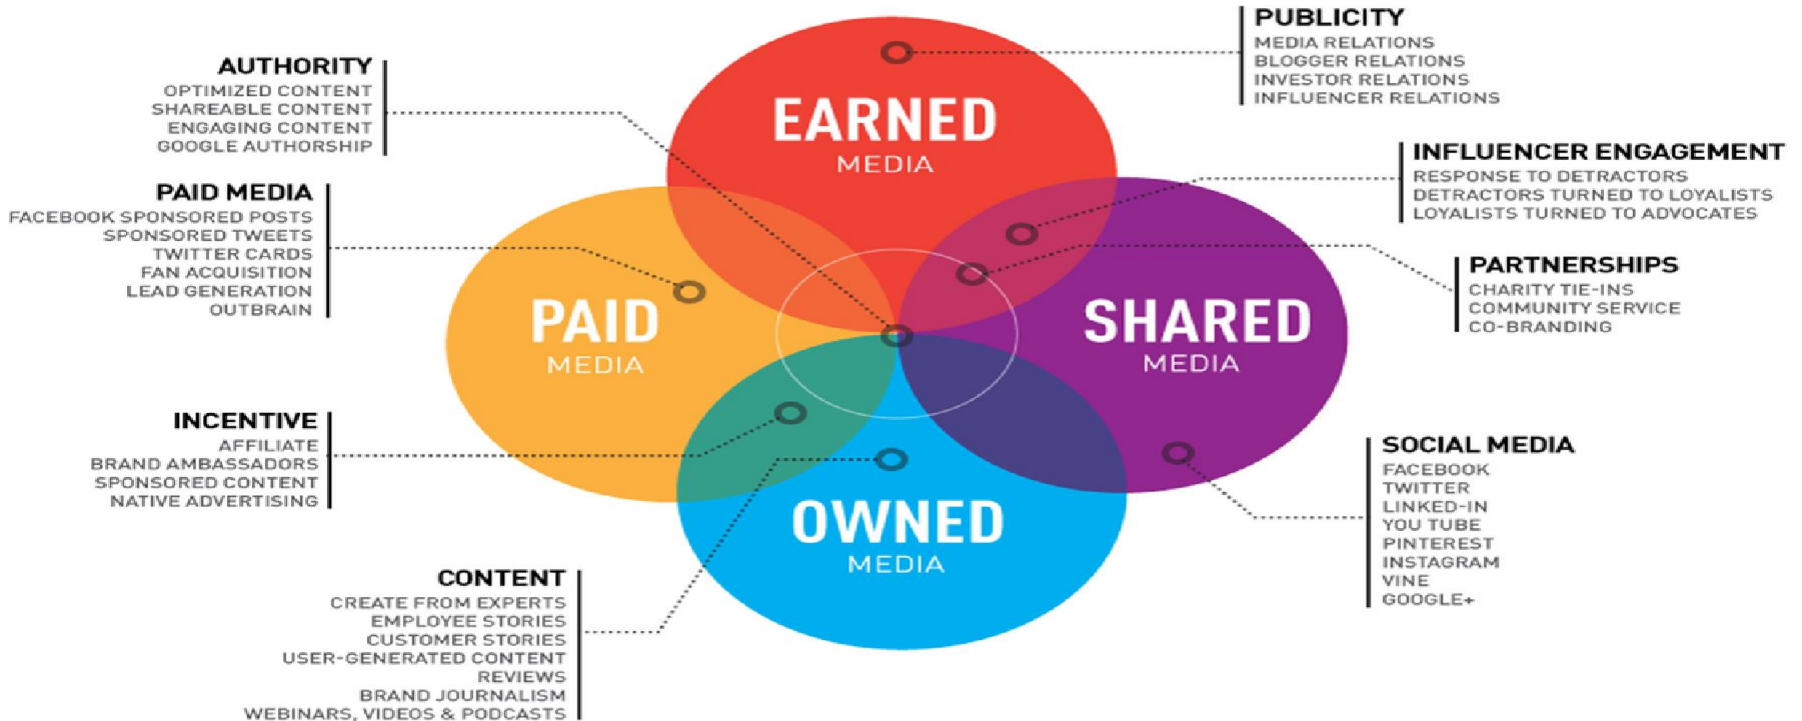 PUBLICITY
MEDIA RELATIONS
BLOGGER RELATIONS
INVESTOR RELATIONS
INFLUENCER RELATIONS
AUTHORITY
OPTIMIZED CONTENT
SHAREABLE CONTENT
ENGAGING CONTENT
GOOGLE AUTHORSHIP
EARNED
MEDIA
INFLUENCER ENGAGEMENT
RESPONSE TO DETRACTORS
DETRACTORS TURNED TO LOYALISTS
LOYALISTS TURNED TO ADVOCATES
PAID MEDIA
FACEBOOK SPONSORED POSTS
SPONSORED TWEETS
TWITTER CARDS
FAN ACQUISITION
LEAD GENERATION
OUTBRAIN
PARTNERSHIPS
CHARITY TIE-INS
COMMUNITY SERVICE
CO-BRANDING
PAID
MEDIA
SHARED
MEDIA
INCENTIVE
AFFILIATE
BRAND AMBASSADORS
SPONSORED CONTENT
NATIVE ADVERTISING
SOCIAL MEDIA
FACEBOOK
TWITTER
LINKED-IN
YOU TUBE
PINTEREST
INSTAGRAM
VINE
GOOGLE+
OWNED
MEDIA
CONTENT
CREATE FROM EXPERTS
EMPLOYEE STORIES
CUSTOMER STORIES
USER-GENERATED CONTENT
REVIEWS
BRAND JOURNALISM
WEBINARS, VIDEOS & PODCASTS